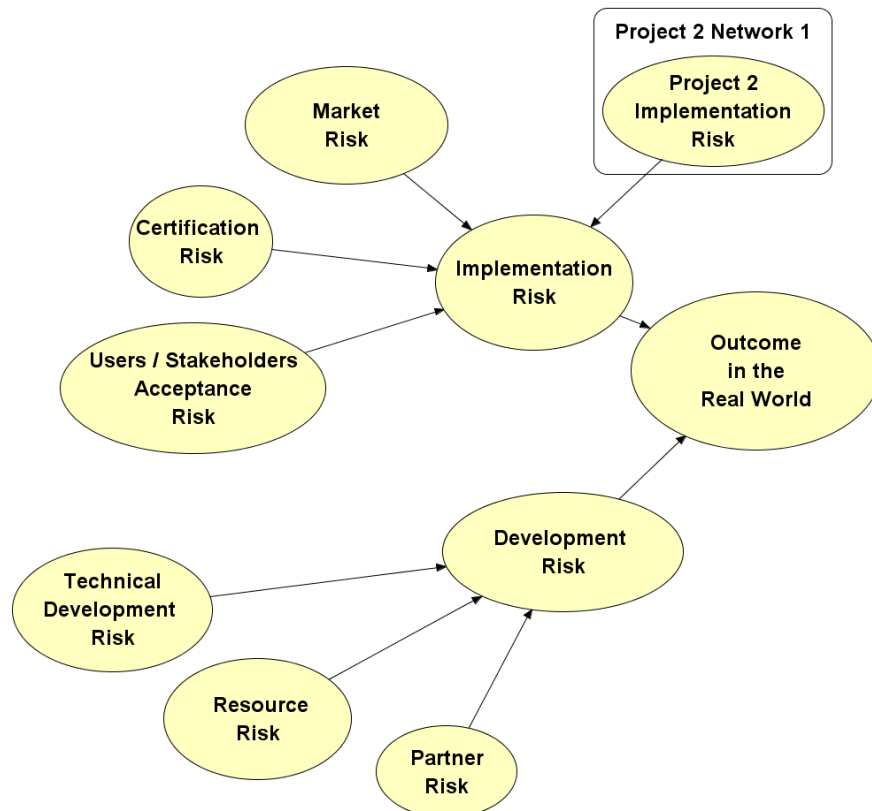 Project 2 Network 1
Project 2
Implementation
Risk
Market
Risk
Certification
Risk
Implementation
Risk
Users / Stakeholders
Acceptance
Risk
Outcome
in the
Real World
Development
Risk
Technical
Development
Risk
Resource
Risk
Partner
Risk